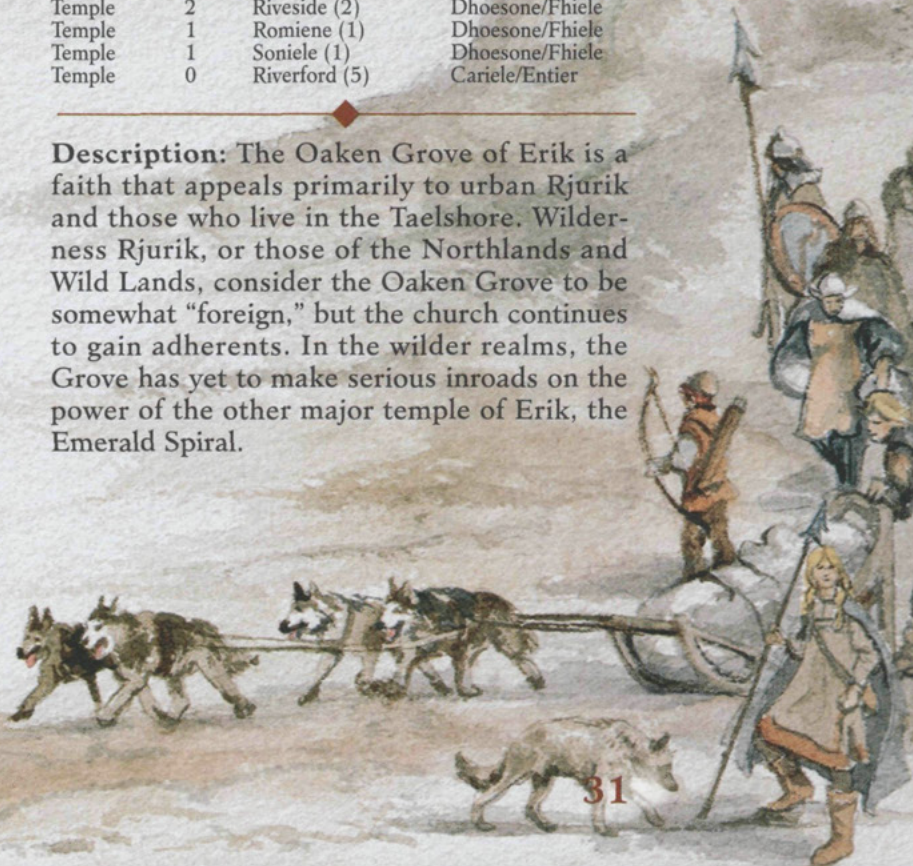 Temple 2 Riveside (2) Dhoesone/Fhiele
Temple 1 Romiene (1) Dhoesone/Fhiele
Temple 1 Soniele (1) Dhoesone/Fhiele
Temple 0 Riverford (5) Cariele/Entier
Description: The Oaken Grove of Erik is a
faith that appeals primarily to urban Rjurik
and those who live in the Taelshore. Wilder-
ness Rjurik, or those of the Northlands and
Wild Lands, consider the Oaken Grove to be
somewhat “foreign,” but the church continues
to gain adherents. In the wilder realms, the
Grove has yet to make serious inroads on the
power of the other major temple of Erik, the
Emerald Spiral.
31